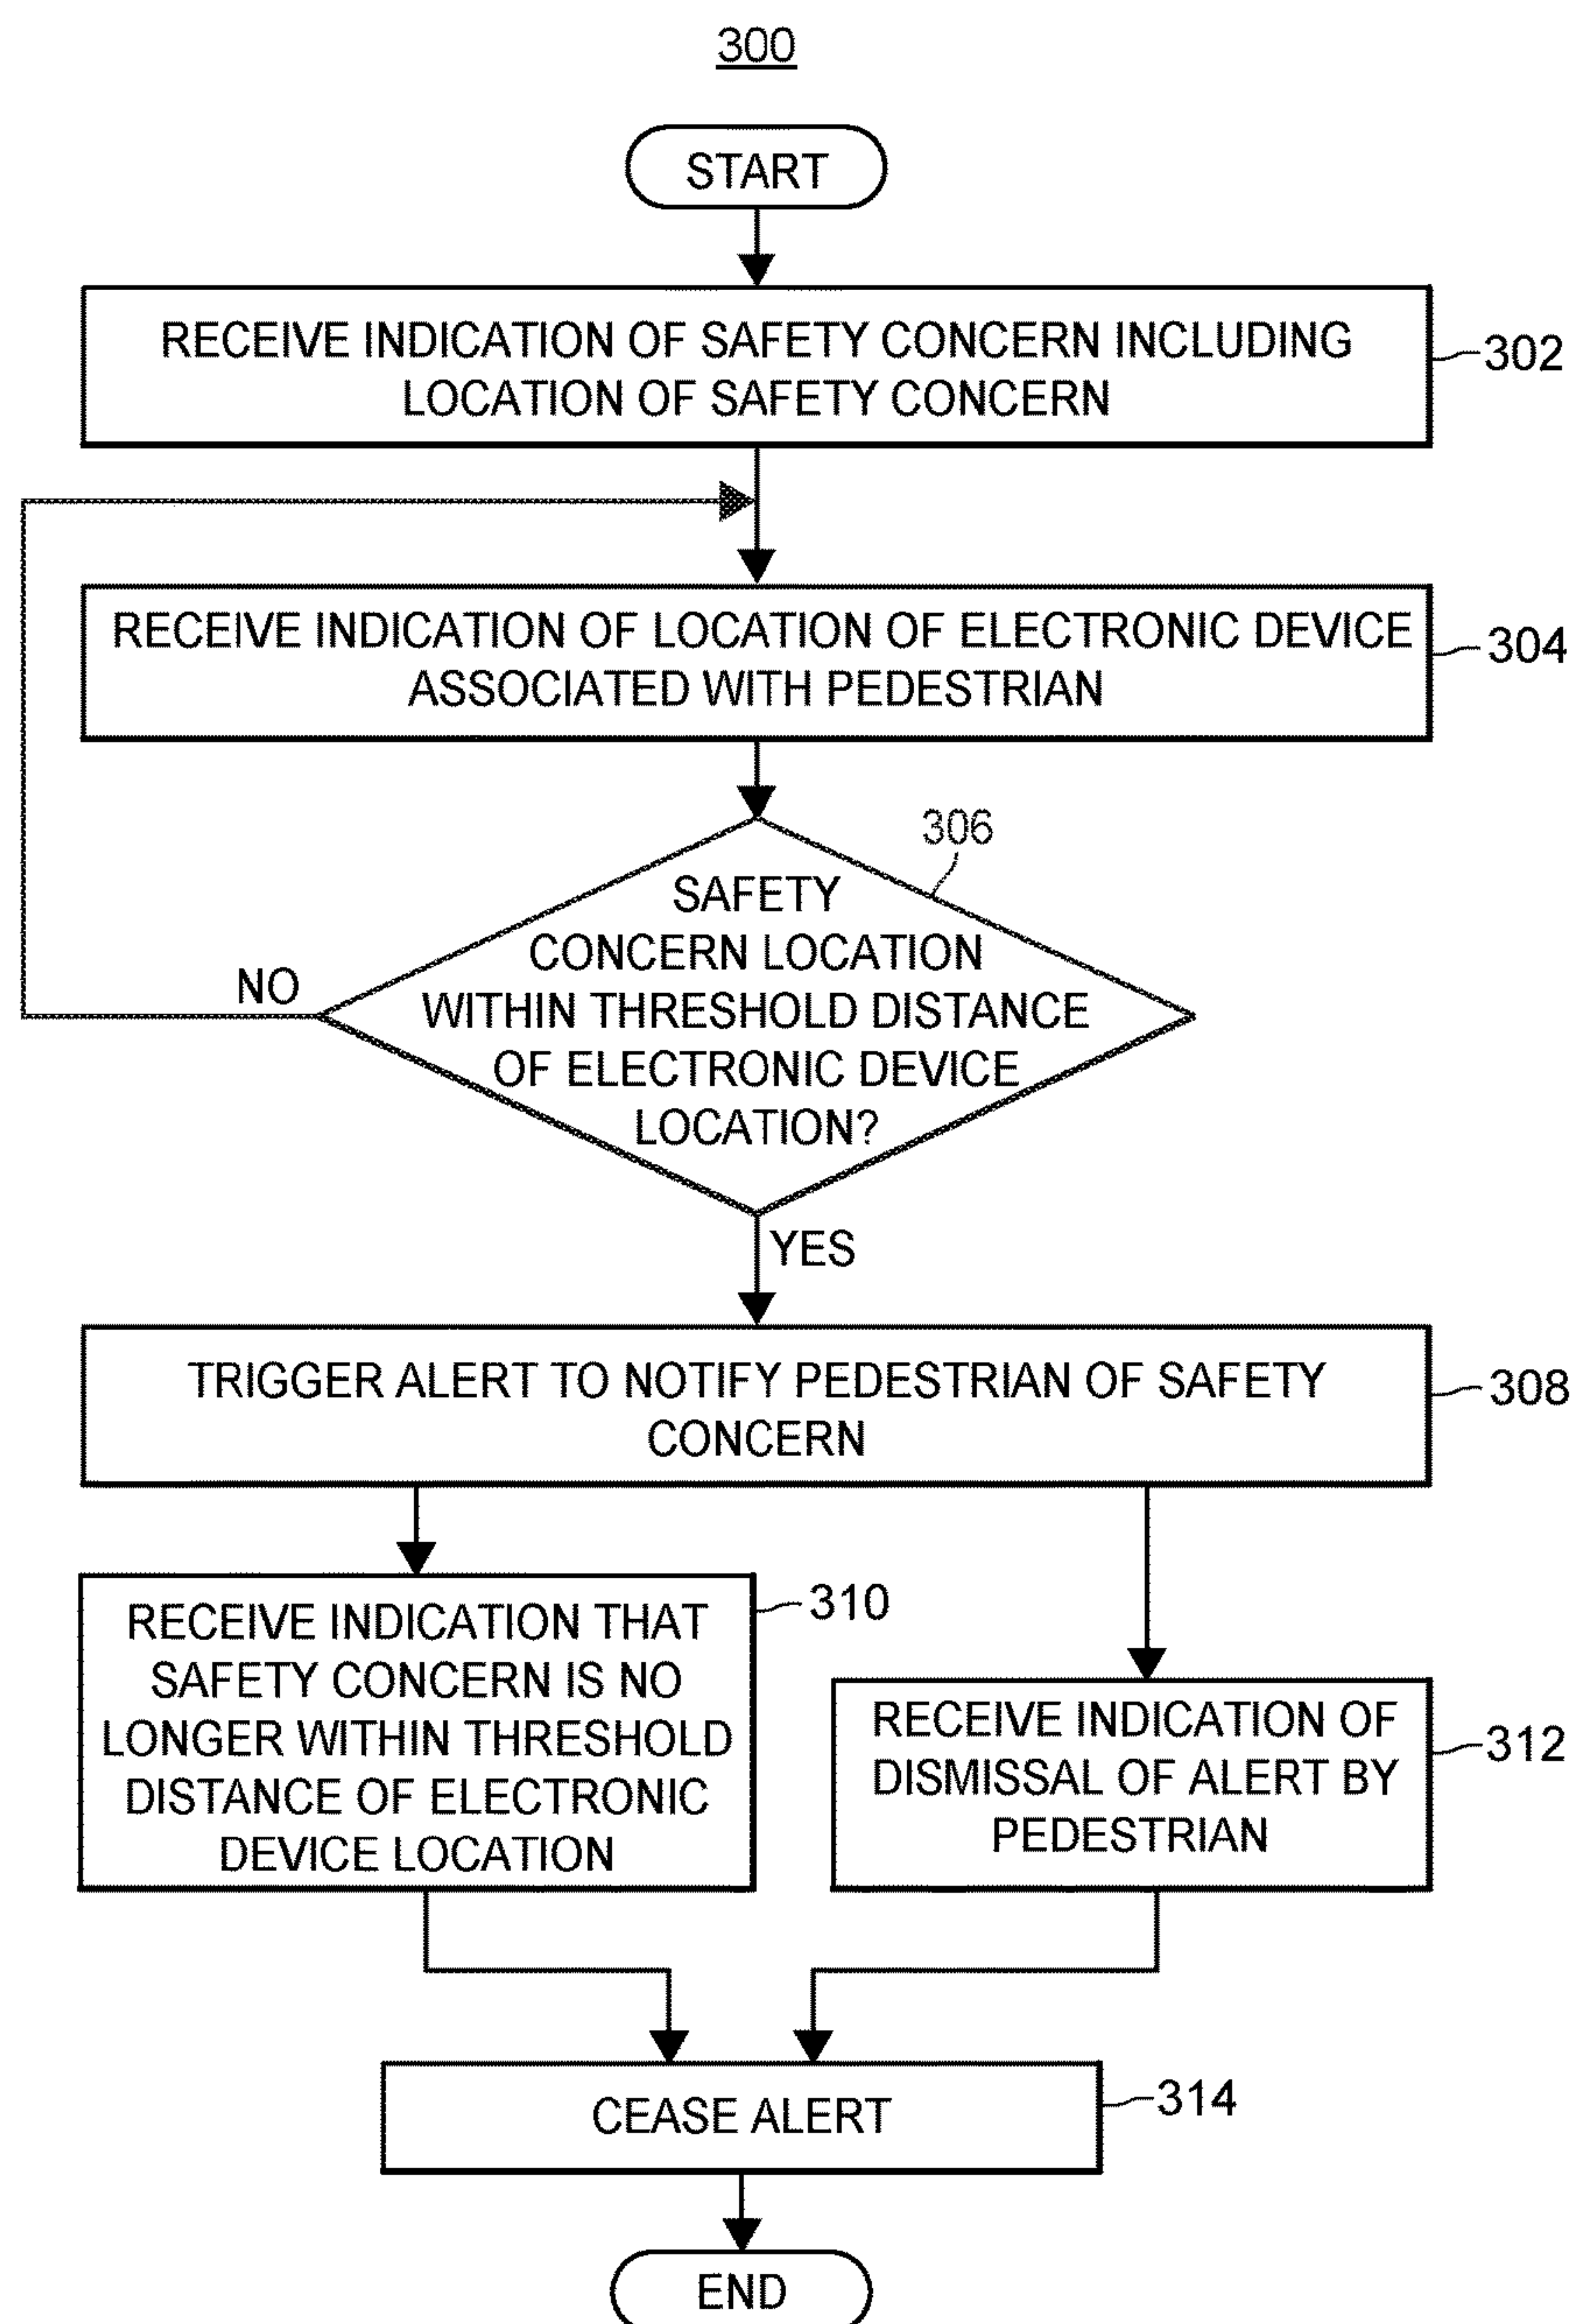 300
START
RECEIVE INDICATION OF SAFETY CONCERN INCLUDING
LOCATION OF SAFETY CONCERN
302
RECEIVE INDICATION OF LOCATION OF ELECTRONIC DEVICE
ASSOCIATED WITH PEDESTRIAN
304
306
SAFETY
CONCERN LOCATION
WITHIN THRESHOLD DISTANCE
OF ELECTRONIC DEVICE
LOCATION?
NO
YES
TRIGGER ALERT TO NOTIFY PEDESTRIAN OF SAFETY
CONCERN
308
RECEIVE INDICATION THAT
SAFETY CONCERN IS NO
LONGER WITHIN THRESHOLD
DISTANCE OF ELECTRONIC
DEVICE LOCATION
310
RECEIVE INDICATION OF
DISMISSAL OF ALERT BY
PEDESTRIAN
312
CEASE ALERT
314
END